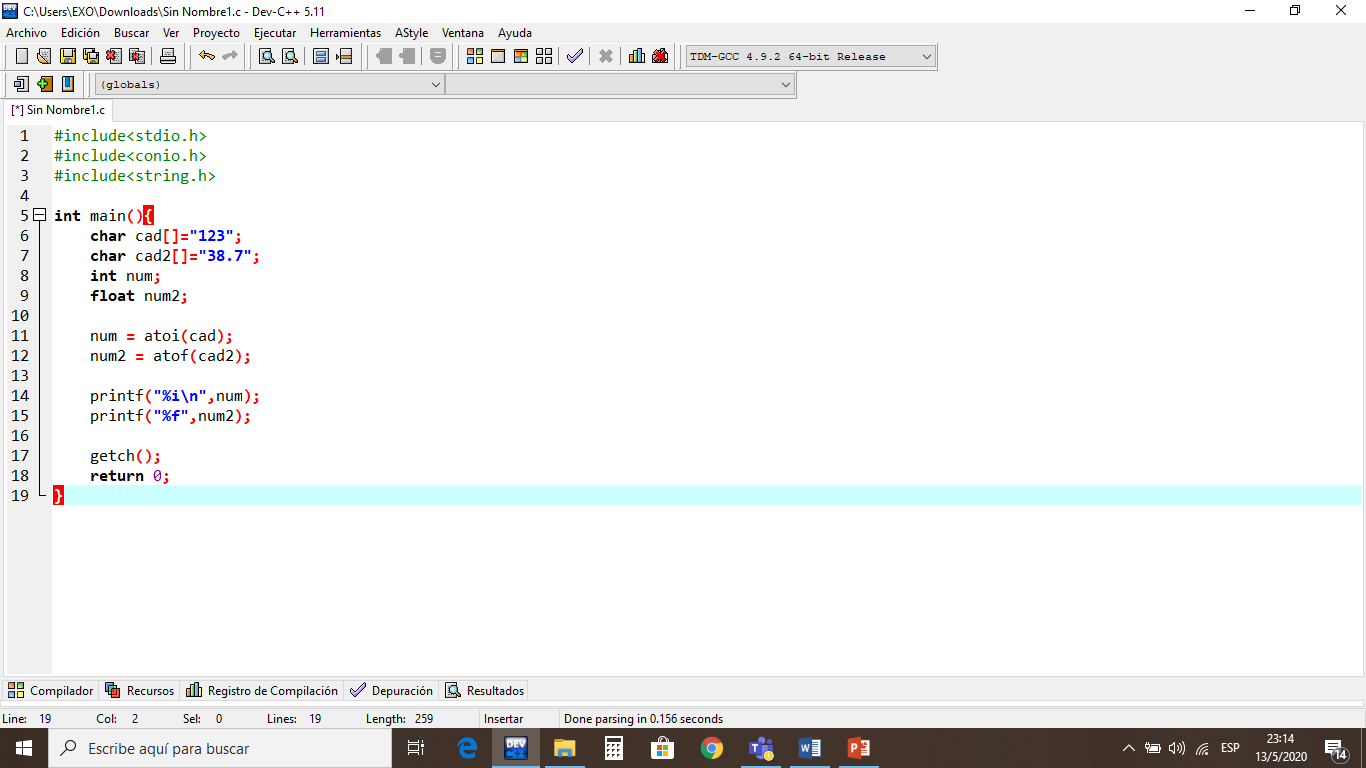 C:\Users\EXO\Downloads\Sin Nombre1.c - Dev-C++ 5.11
Archivo Edición Buscar Ver Proyecto Ejecutar Herramientas AStyle Ventana Ayuda
TDM-GCC 4.9.2 64-bit Release
(globals)
[*] Sin Nombre1.c
1 #include<stdio.h>
2 #include<conio.h>
3 #include<string.h>
4
5 int main(){
6 char cad[]="123";
7 char cad2[]="38.7";
8 int num;
9 float num2;
10
11 num = atoi(cad);
12 num2 = atof(cad2);
13
14 printf("%i\n",num);
15 printf("%f",num2);
16
17 getch();
18 return 0;
19 }
Compilador Recursos Registro de Compilación Depuración Resultados
Line: 19 Col: 2 Sel: 0 Lines: 19 Length: 259 Insertar Done parsing in 0.156 seconds
Escribe aquí para buscar
DEV
ESP
23:14
13/5/2020
14